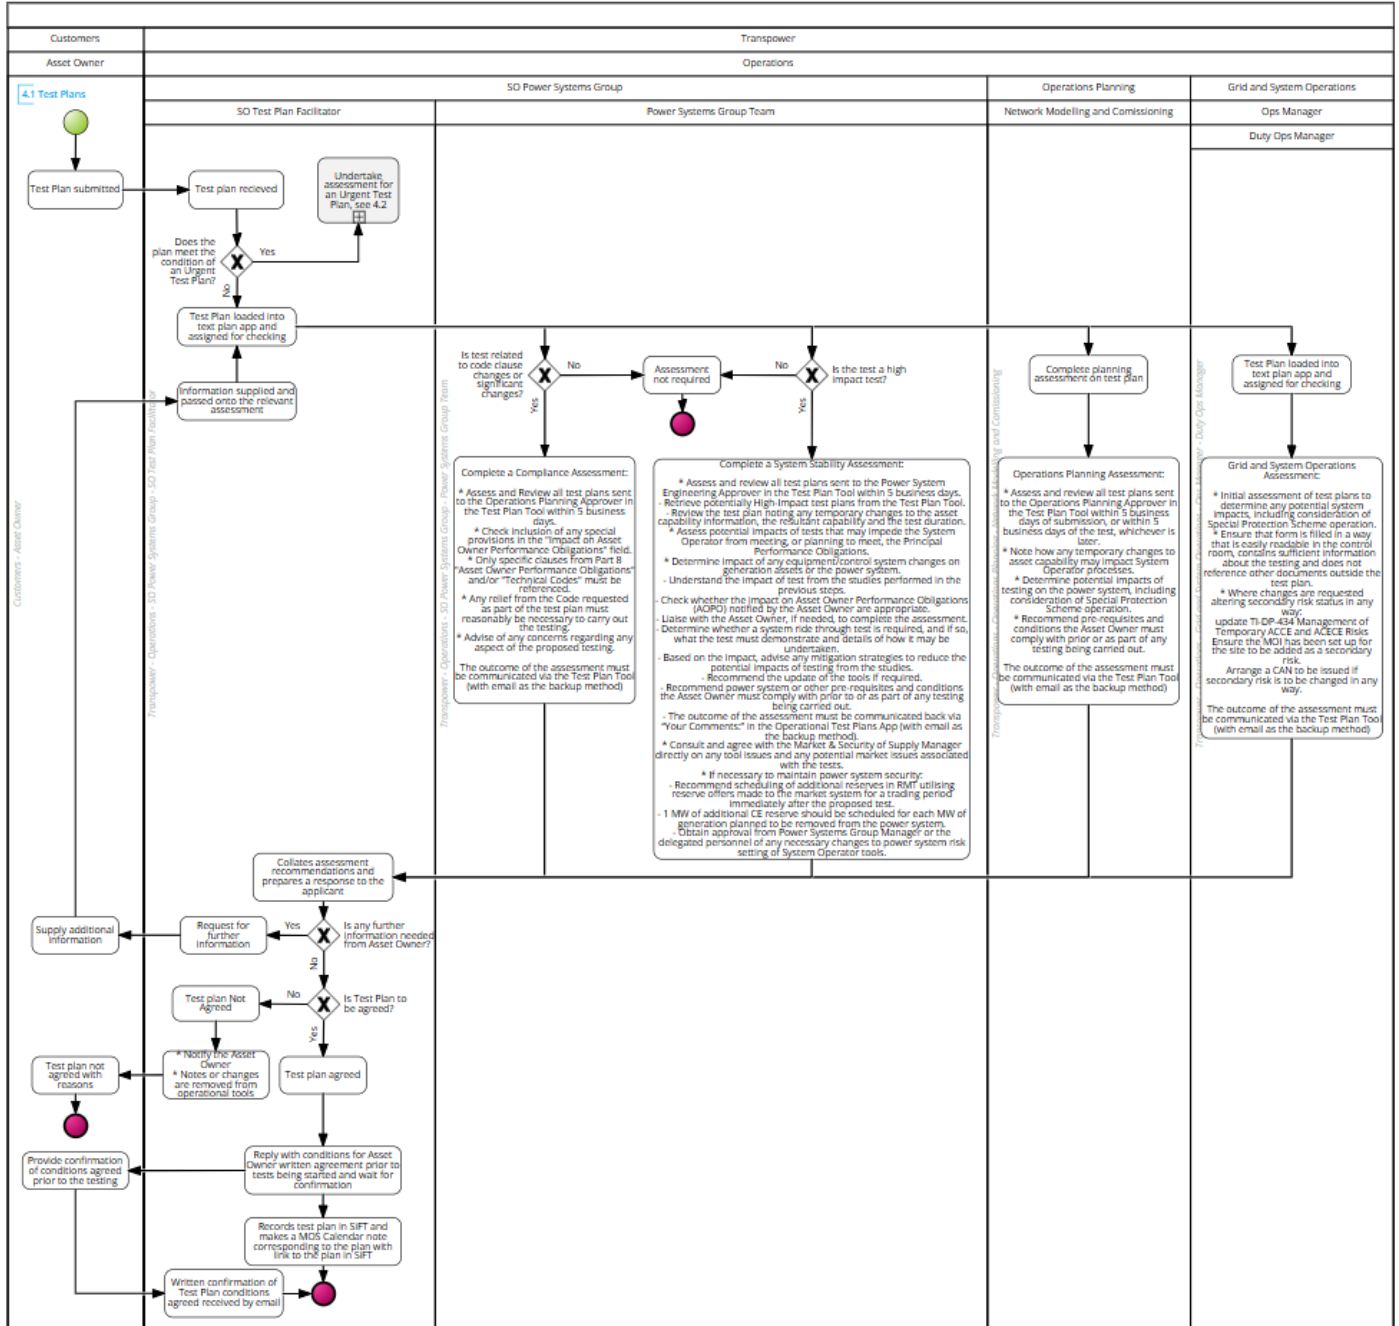 Customers
Transpower
Asset Owner
Operations
SO Power Systems Group
Operations Planning
Grid and System Operations
SO Test Plan Facilitator
Power Systems Group Team
Network Modelling and Comissioning
Ops Manager
Duty Ops Manager
4.1 Test Plans
Test Plan submitted
Test plan recieved
Undertake
assessment for
an Urgent Test
Plan, see 4.2
Does the
plan meet the
condition of
an Urgent
Test Plan?
Yes
No
Test Plan loaded into
text plan app and
assigned for checking
Information supplied and
passed onto the relevant
assessment
Is test related
to code clause
changes or
significant
changes?
No
Yes
Assessment
not required
No
Yes
Is the test a high
impact test?
Complete planning
assessment on test plan
Test Plan loaded into
text plan app and
assigned for checking
Customers - Asset Owner
Transpower - Operations - SO Power Systems Group - SO Test Plan Facilitator
Transpower - Operations - SO Power Systems Group - Power Systems Group Team
Complete a Compliance Assessment:
* Assess and Review all test plans sent
to the Operations Planning Approver in
the Test Plan Tool within 5 business
days.
* Check inclusion of any special
provisions in the "Impact on Asset
Owner Performance Obligations" field.
* Only specific clauses from Part 8
"Asset Owner Performance Obligations"
and/or "Technical Codes" must be
referenced.
* Any relief from the Code requested
as part of the test plan must
reasonably be necessary to carry out
the testing.
* Advise of any concerns regarding any
aspect of the proposed testing.
The outcome of the assessment must
be communicated via the Test Plan Tool
(with email as the backup method)
Complete a System Stability Assessment:
* Assess and review all test plans sent to the Power System
Engineering Approver in the Test Plan Tool within 5 business days.
- Retrieve potentially High-Impact test plans from the Test Plan Tool.
- Review the test plan noting any temporary changes to the asset
capability information, the resultant capability and the test duration.
* Assess potential impacts of tests that may impede the System
Operator from meeting, or planning to meet, the Principal
Performance Obligations.
* Determine impact of any equipment/control system changes on
generation assets or the power system.
- Understand the impact of test from the studies performed in the
previous steps.
- Check whether the impact on Asset Owner Performance Obligations
(AOPO) notified by the Asset Owner are appropriate.
- Liaise with the Asset Owner, if needed, to complete the assessment.
- Determine whether a system ride through test is required, and if so,
what the test must demonstrate and details of how it may be
undertaken.
- Based on the impact, advise any mitigation strategies to reduce the
potential impacts of testing from the studies.
- Recommend the update of the tools if required.
- Recommend power system or other pre-requisites and conditions
the Asset Owner must comply with prior to or as part of any testing
being carried out.
- The outcome of the assessment must be communicated back via
"Your Comments:" in the Operational Test Plans App (with email as
the backup method).
* Consult and agree with the Market & Security of Supply Manager
directly on any tool issues and any potential market issues associated
with the tests.
* If necessary to maintain power system security:
- Recommend scheduling of additional reserves in RMT utilising
reserve offers made to the market system for a trading period
immediately after the proposed test.
- 1 MW of additional CE reserve should be scheduled for each MW of
generation planned to be removed from the power system.
- Obtain approval from Power Systems Group Manager or the
delegated personnel of any necessary changes to power system risk
setting of System Operator tools.
Operations Planning Assessment:
* Assess and review all test plans sent
to the Operations Planning Approver in
the Test Plan Tool within 5 business
days of submission, or within 5
business days of the test, whichever is
later.
* Note how any temporary changes to
asset capability may impact System
Operator processes.
* Determine potential impacts of
testing on the power system, including
consideration of Special Protection
Scheme operation.
* Recommend pre-requisites and
conditions the Asset Owner must
comply with prior to or as part of any
testing being carried out.
The outcome of the assessment must
be communicated via the Test Plan Tool
(with email as the backup method)
Grid and System Operations
Assessment:
* Initial assessment of test plans to
determine any potential system
impacts, including consideration of
Special Protection Scheme operation.
* Ensure that form is filled in a way
that is easily readable in the control
room, contains sufficient information
about the testing and does not
reference other documents outside the
test plan.
* Where changes are requested
altering secondary risk status in any
way:
update TI-DP-434 Management of
Temporary ACCE and ACECE Risks
Ensure the MOI has been set up for
the site to be added as a secondary
risk.
Arrange a CAN to be issued if
secondary risk is to be changed in any
way.
The outcome of the assessment must
be communicated via the Test Plan Tool
(with email as the backup method)
Collates assessment
recommendations and
prepares a response to the
applicant
Supply additional
information
Request for
further
information
Yes
Is any further
information needed
from Asset Owner?
No
Test plan Not
Agreed
No
Is Test Plan to
be agreed?
Yes
Test plan not
agreed with
reasons
* Notify the Asset
Owner
* Notes or changes
are removed from
operational tools
Test plan agreed
Provide confirmation
of conditions agreed
prior to the testing
Reply with conditions for Asset
Owner written agreement prior to
tests being started and wait for
confirmation
Records test plan in SIFT and
makes a MOS Calendar note
corresponding to the plan with
link to the plan in SIFT
Written confirmation of
Test Plan conditions
agreed received by email